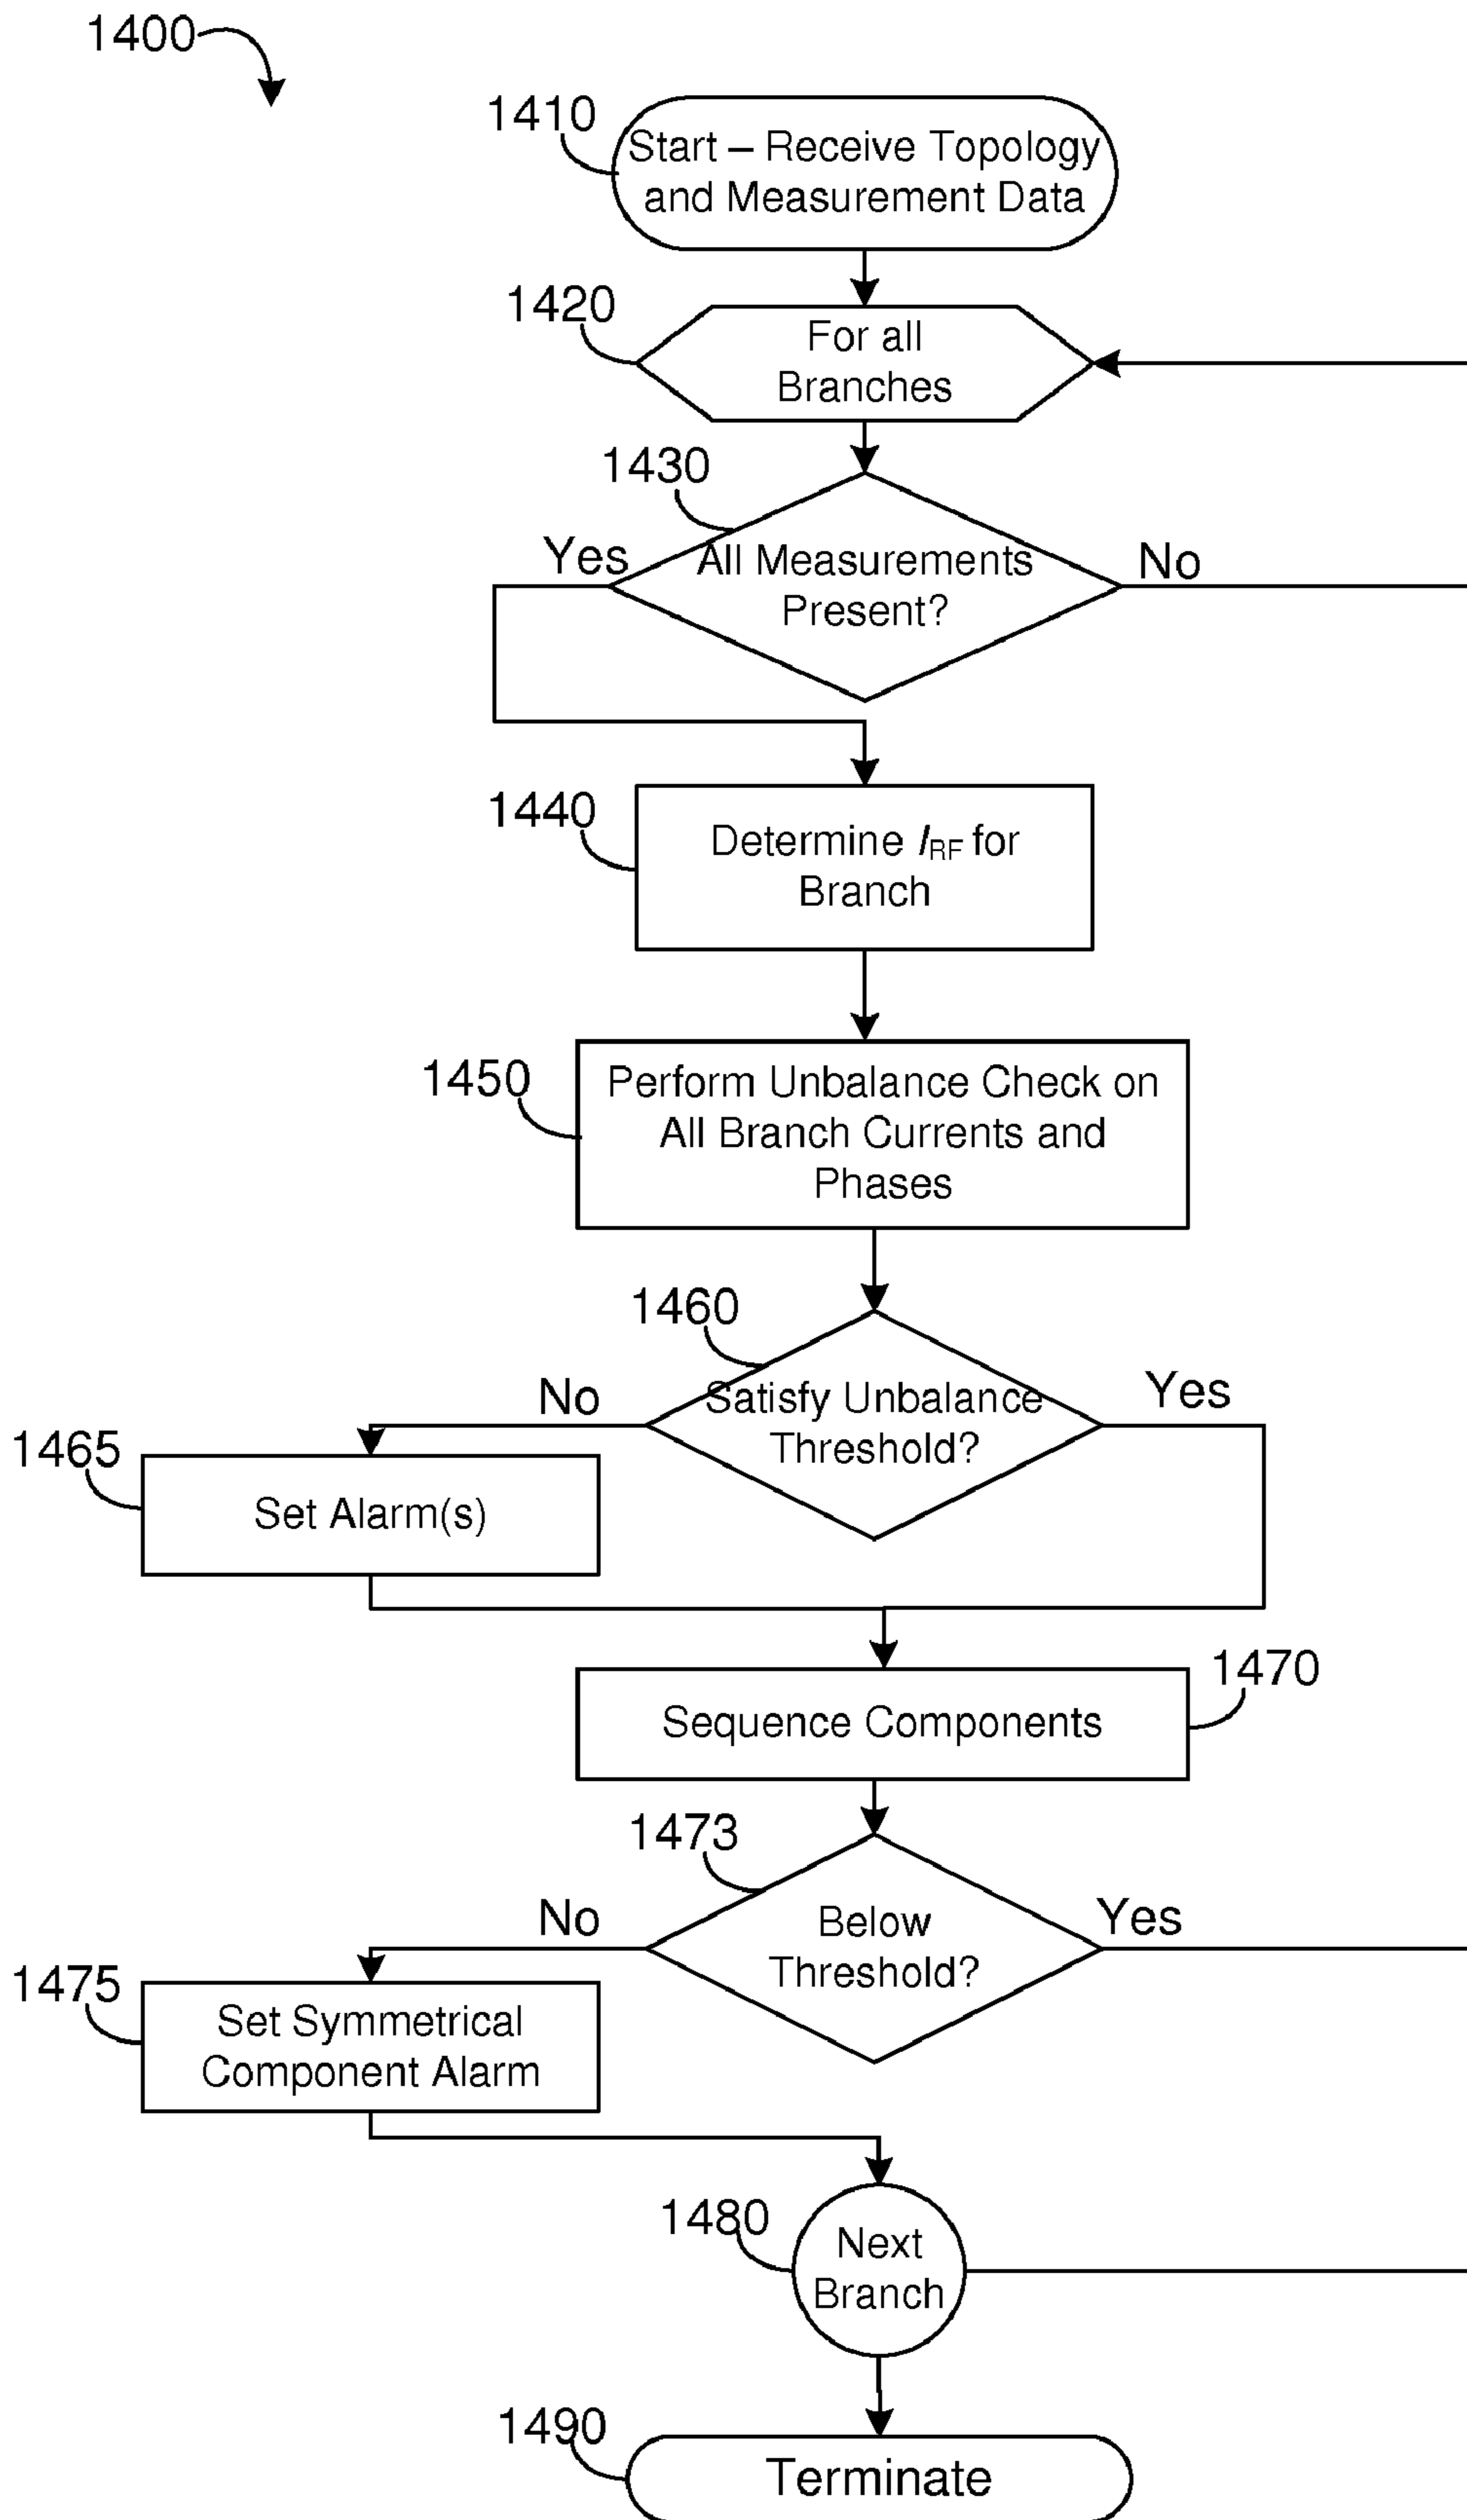 1400
1410
Start – Receive Topology
and Measurement Data
1420
For all
Branches
1430
Yes
All Measurements
Present?
No
1440
Determine IRF for
Branch
1450
Perform Unbalance Check on
All Branch Currents and
Phases
1460
No
Satisfy Unbalance
Threshold?
Yes
1465
Set Alarm(s)
1470
Sequence Components
1473
No
Below
Threshold?
Yes
1475
Set Symmetrical
Component Alarm
1480
Next
Branch
1490
Terminate